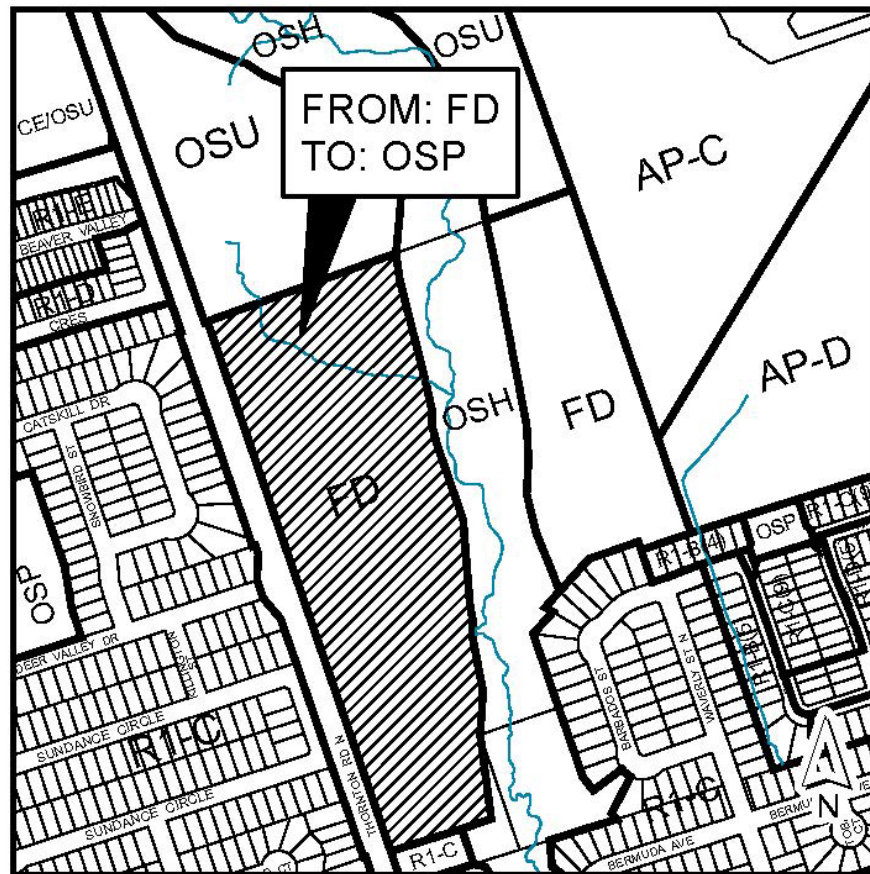 OSH
OSU
CE/OSU
FROM: FD
TO: OSP
OSU
AP-C
R1-E
BEAVER VALLEY
R1-D
CRES
AP-D
CATSKILL DR
OSH
FD
SNOWBIRD ST
FD
OSP
R1-B(4)
OSP
DEER VALLEY DR
KILLINGTON
SUNDANCE CIRCLE
R1-C
SUNDANCE CIRCLE
THORNTON RD N
BARBADOS ST
WAVERLY ST N
N
R1-C
BERMUDA AVE
R1-C